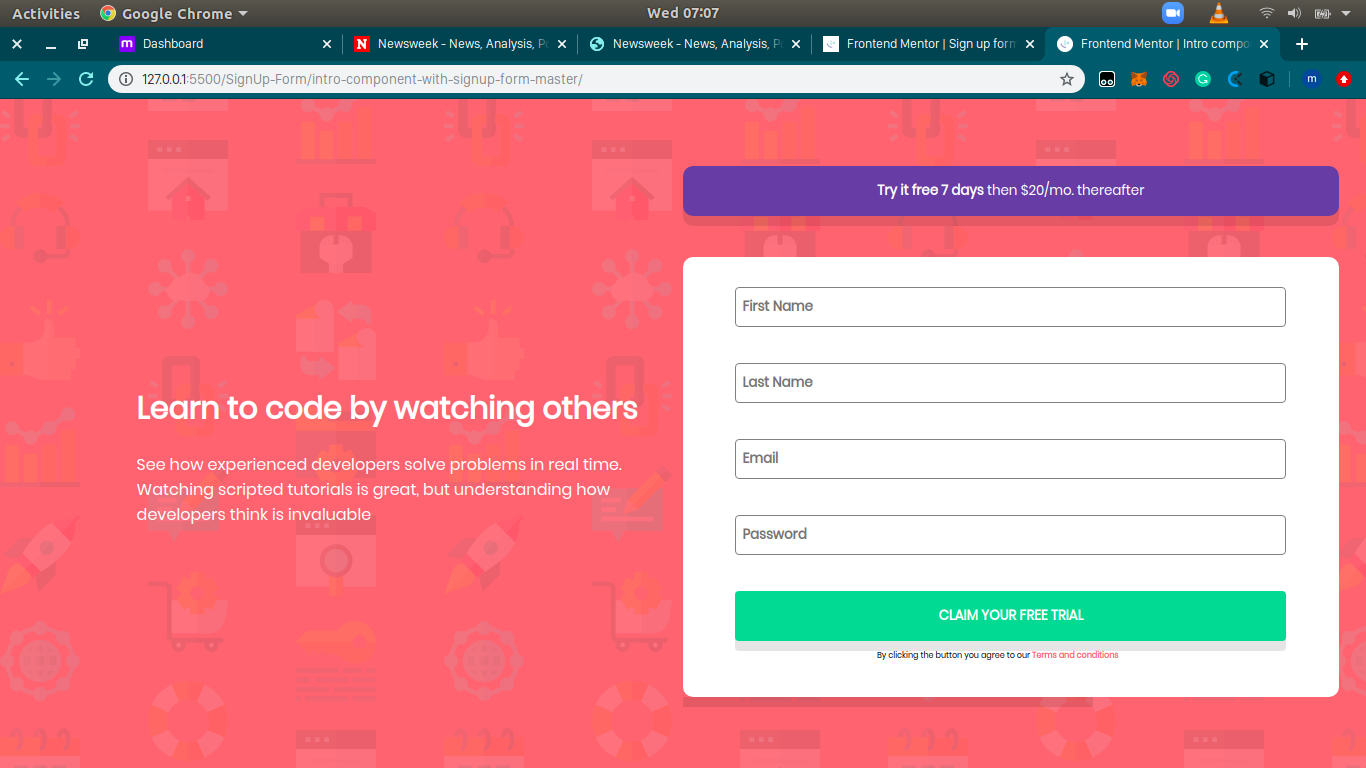 Activities
Google Chrome
Wed 07:07
Dashboard
Newsweek - News, Analysis,
Newsweek - News, Analysis,
Frontend Mentor | Sign up
Frontend Mentor | Intro
127.0.0.1:5500/SignUp-Form/intro-component-with-signup-form-master/
Try it free 7 days then $20/mo. thereafter
First Name
Last Name
Email
Password
Learn to code by watching others
See how experienced developers solve problems in real time.
Watching scripted tutorials is great, but understanding how
developers think is invaluable
CLAIM YOUR FREE TRIAL
By clicking the button you agree to our Terms and conditions